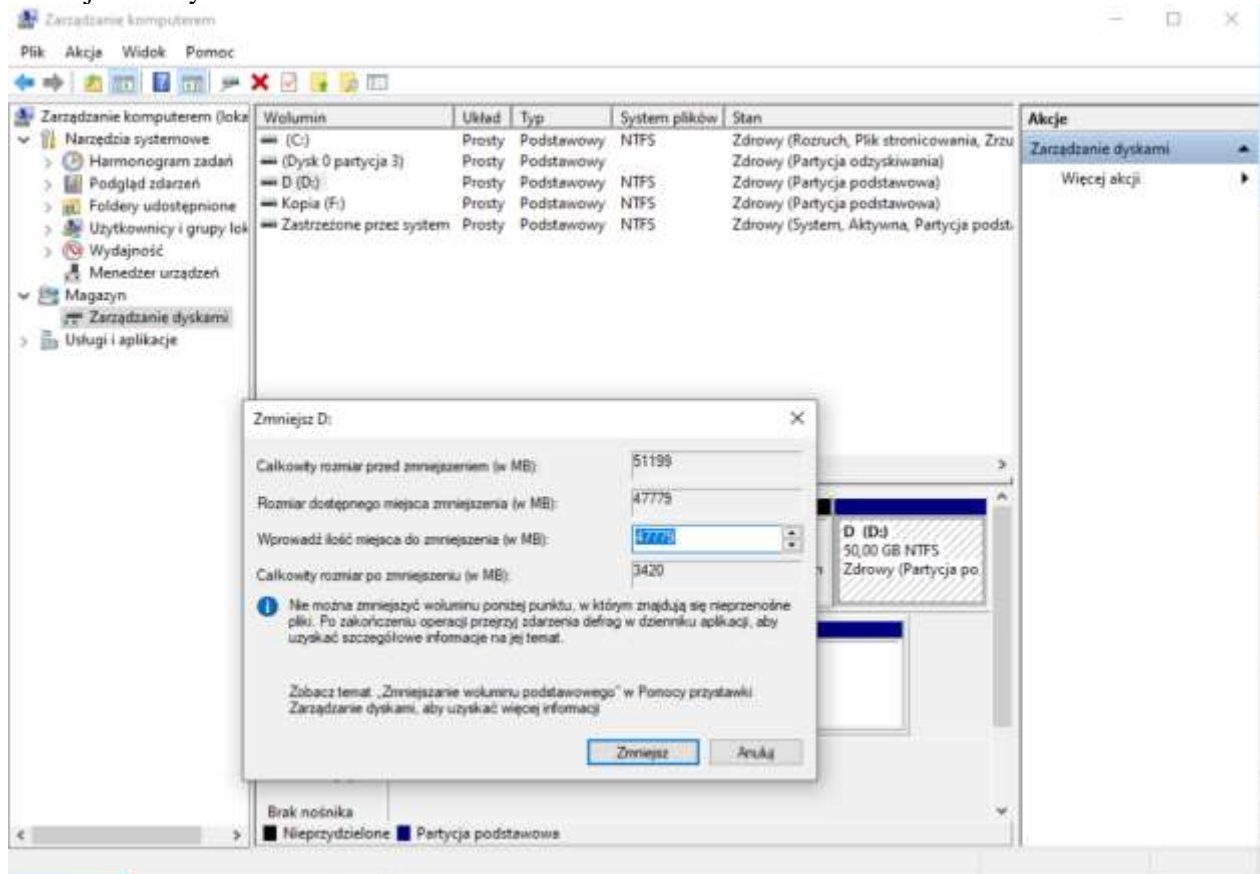 Zarządzanie komputerem
Plik Akcja Widok Pomoc
Zarządzanie komputerem (loka
Narzędzia systemowe
Harmonogram zadań
Podgląd zdarzeń
Foldery udostępnione
Użytkownicy i grupy lok
Wydajność
Menedżer urządzeń
Magazyn
Zarządzanie dyskami
Usługi i aplikacje
Wolumin Układ Typ System plików Stan
(C:) Prosty Podstawowy NTFS Zdrowy (Rozruch, Plik stronicowania, Zrzu
(Dysk 0 partycja 3) Prosty Podstawowy Zdrowy (Partycja odzyskiwania)
D (D:) Prosty Podstawowy NTFS Zdrowy (Partycja podstawowa)
Kopia (F:) Prosty Podstawowy NTFS Zdrowy (Partycja podstawowa)
Zastrzeżone przez system Prosty Podstawowy NTFS Zdrowy (System, Aktywna, Partycja podst
Akcje
Zarządzanie dyskami
Więcej akcji
Zmniejsz D:
Całkowity rozmiar przed zmniejszeniem (w MB): 51199
Rozmiar dostępnego miejsca zmniejszenia (w MB): 47779
Wprowadź ilość miejsca do zmniejszenia (w MB): 47779
Całkowity rozmiar po zmniejszeniu (w MB): 3420
Nie można zmniejszyć woluminu poniżej punktu, w którym znajdują się nieprzenośne
pliki. Po zakończeniu operacji przejrzyj zdarzenia defrag w dzienniku aplikacji, aby
uzyskać szczegółowe informacje na jej temat.
Zobacz temat „Zmniejszanie woluminu podstawowego” w Pomocy przystawki
Zarządzanie dyskami, aby uzyskać więcej informacji
Zmniejsz Anuluj
D (D:)
50,00 GB NTFS
Zdrowy (Partycja po
Brak nośnika
Nieprzydzielone Partycja podstawowa